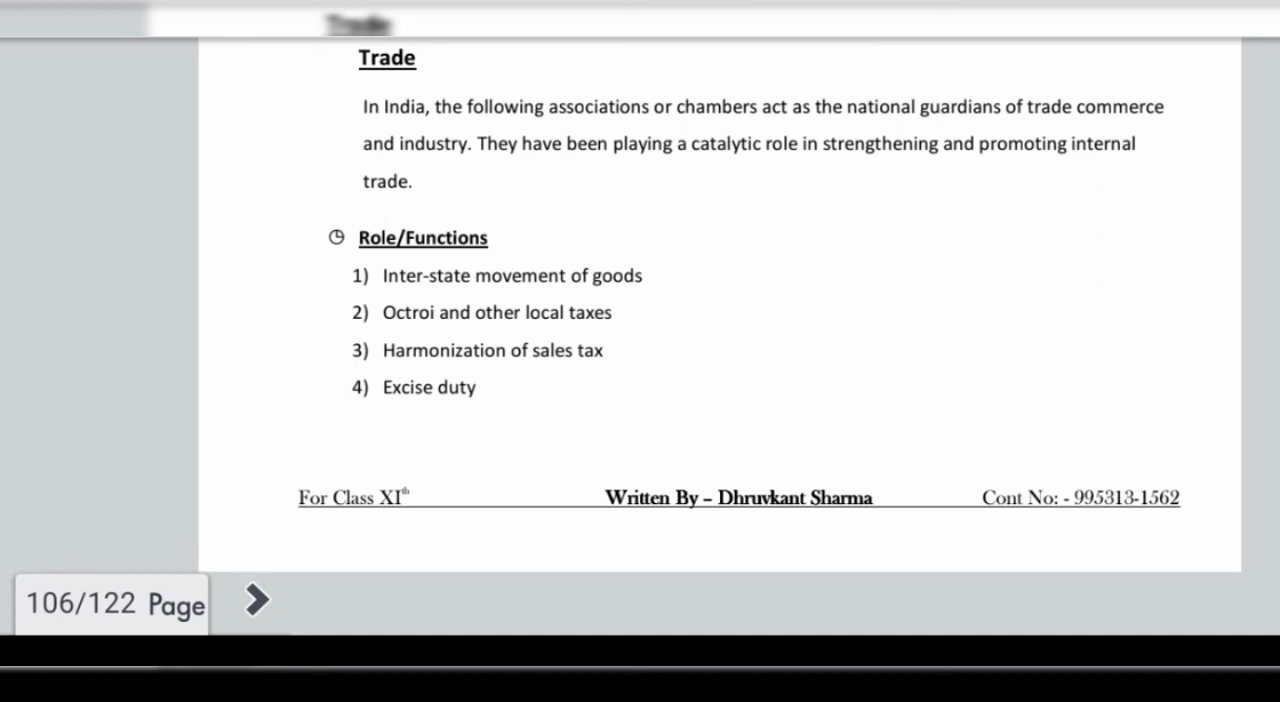 Trade
Trade
In India, the following associations or chambers act as the national guardians of trade commerce
and industry. They have been playing a catalytic role in strengthening and promoting internal
trade.
Role/Functions
1) Inter-state movement of goods
2) Octroi and other local taxes
3) Harmonization of sales tax
4) Excise duty
For Class XIth Written By – Dhruvkant Sharma Cont No: - 995313-1562
106/122 Page